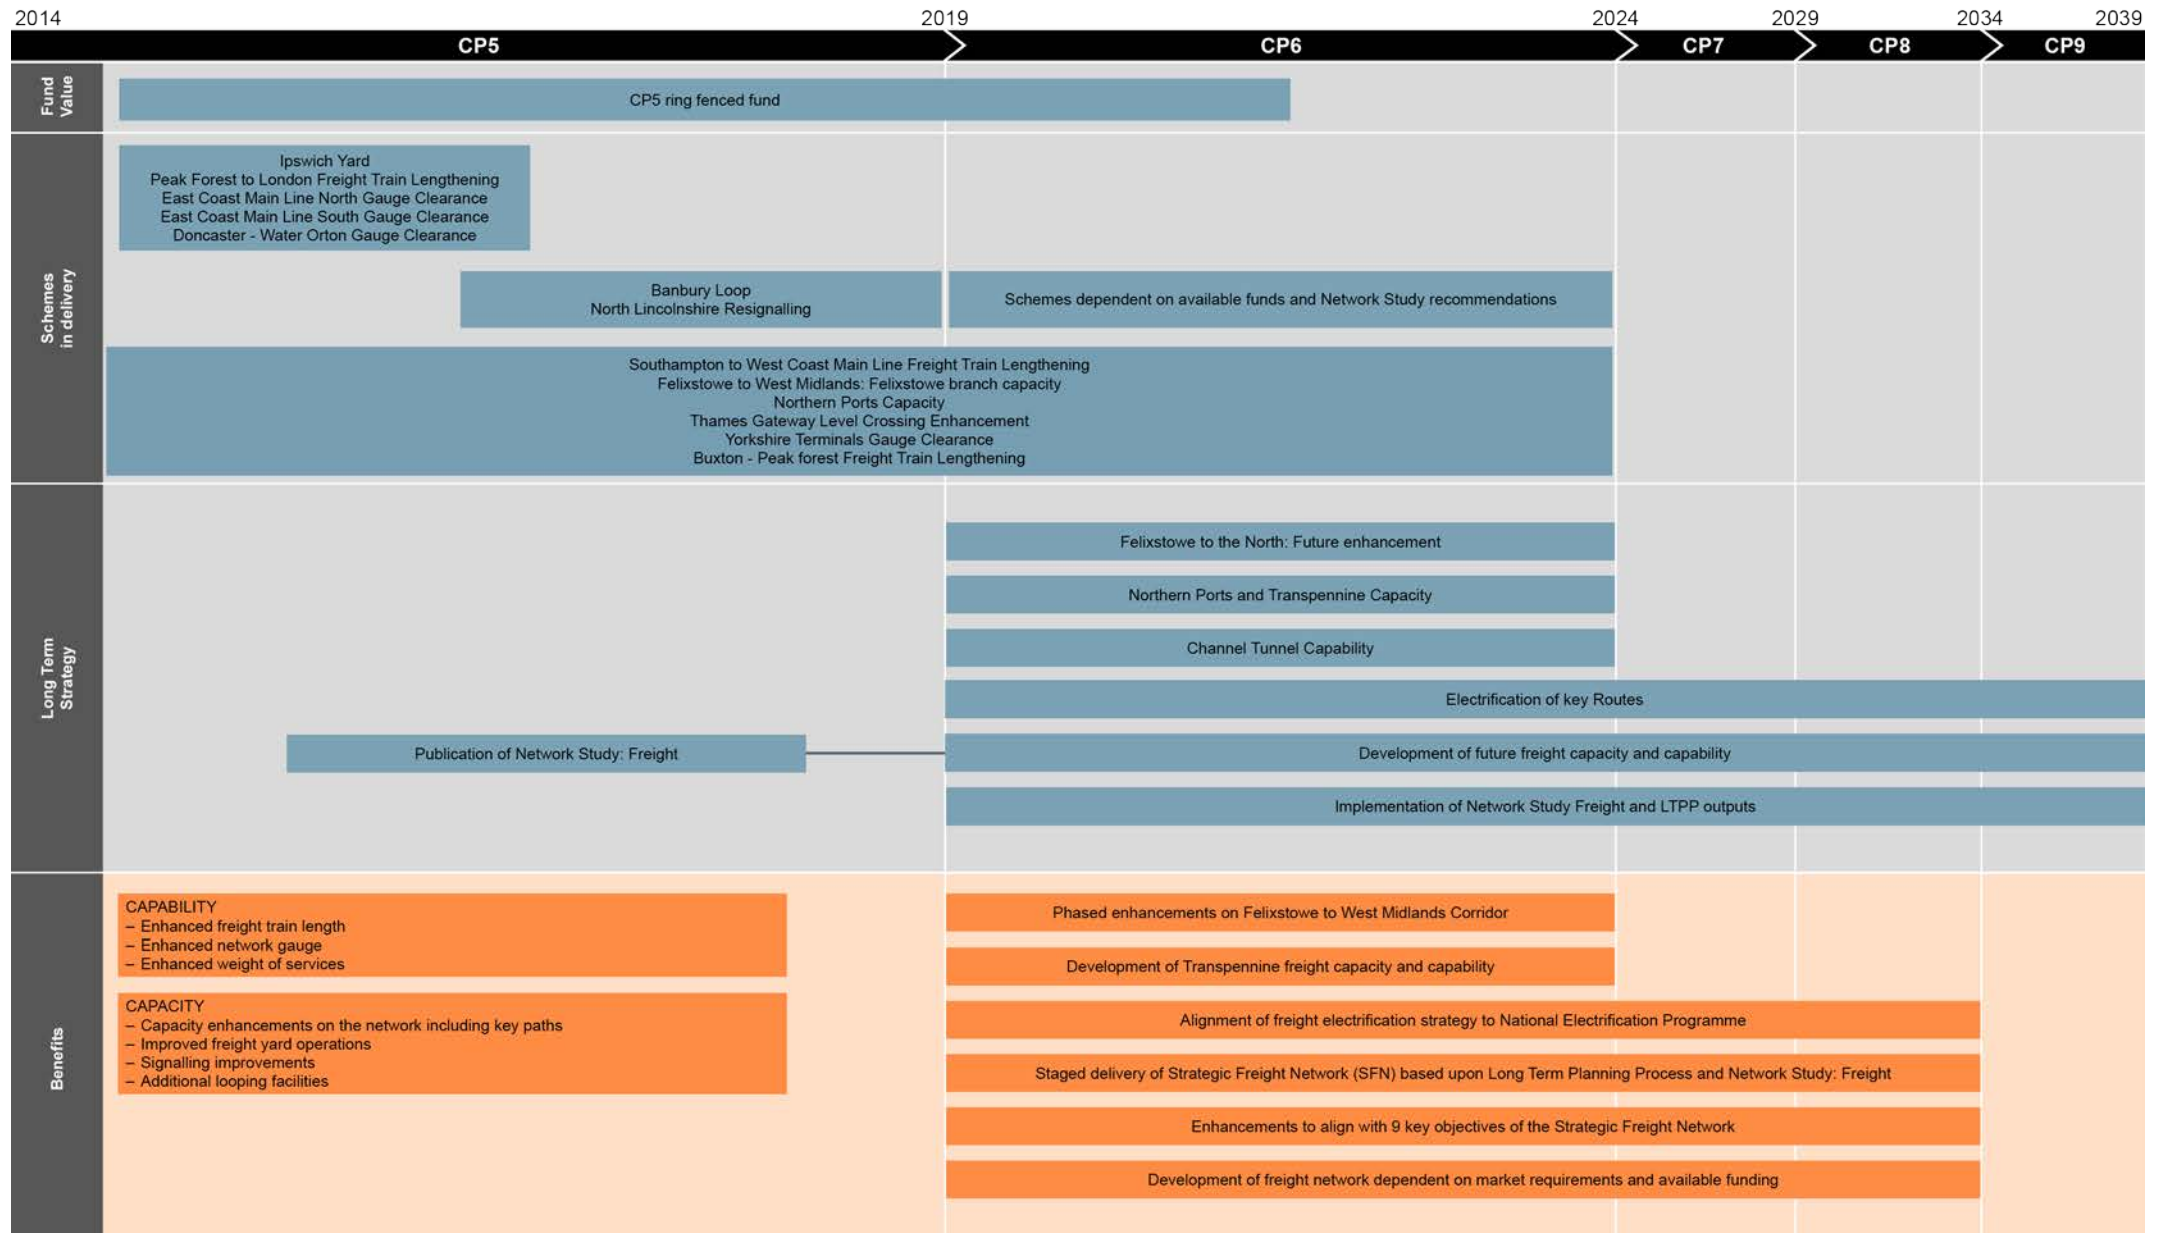 2014
2019
2024
2029
2034
2039
CP5
CP6
CP7
CP8
CP9
Fund
Value
CP5 ring fenced fund
Schemes
in delivery
Ipswich Yard
Peak Forest to London Freight Train Lengthening
East Coast Main Line North Gauge Clearance
East Coast Main Line South Gauge Clearance
Doncaster - Water Orton Gauge Clearance
Banbury Loop
North Lincolnshire Resignalling
Schemes dependent on available funds and Network Study recommendations
Southampton to West Coast Main Line Freight Train Lengthening
Felixstowe to West Midlands: Felixstowe branch capacity
Northern Ports Capacity
Thames Gateway Level Crossing Enhancement
Yorkshire Terminals Gauge Clearance
Buxton - Peak forest Freight Train Lengthening
Long Term
Strategy
Felixstowe to the North: Future enhancement
Northern Ports and Transpennine Capacity
Channel Tunnel Capability
Electrification of key Routes
Publication of Network Study: Freight
Development of future freight capacity and capability
Implementation of Network Study Freight and LTPP outputs
Benefits
CAPABILITY
– Enhanced freight train length
– Enhanced network gauge
– Enhanced weight of services
CAPACITY
– Capacity enhancements on the network including key paths
– Improved freight yard operations
– Signalling improvements
– Additional looping facilities
Phased enhancements on Felixstowe to West Midlands Corridor
Development of Transpennine freight capacity and capability
Alignment of freight electrification strategy to National Electrification Programme
Staged delivery of Strategic Freight Network (SFN) based upon Long Term Planning Process and Network Study: Freight
Enhancements to align with 9 key objectives of the Strategic Freight Network
Development of freight network dependent on market requirements and available funding